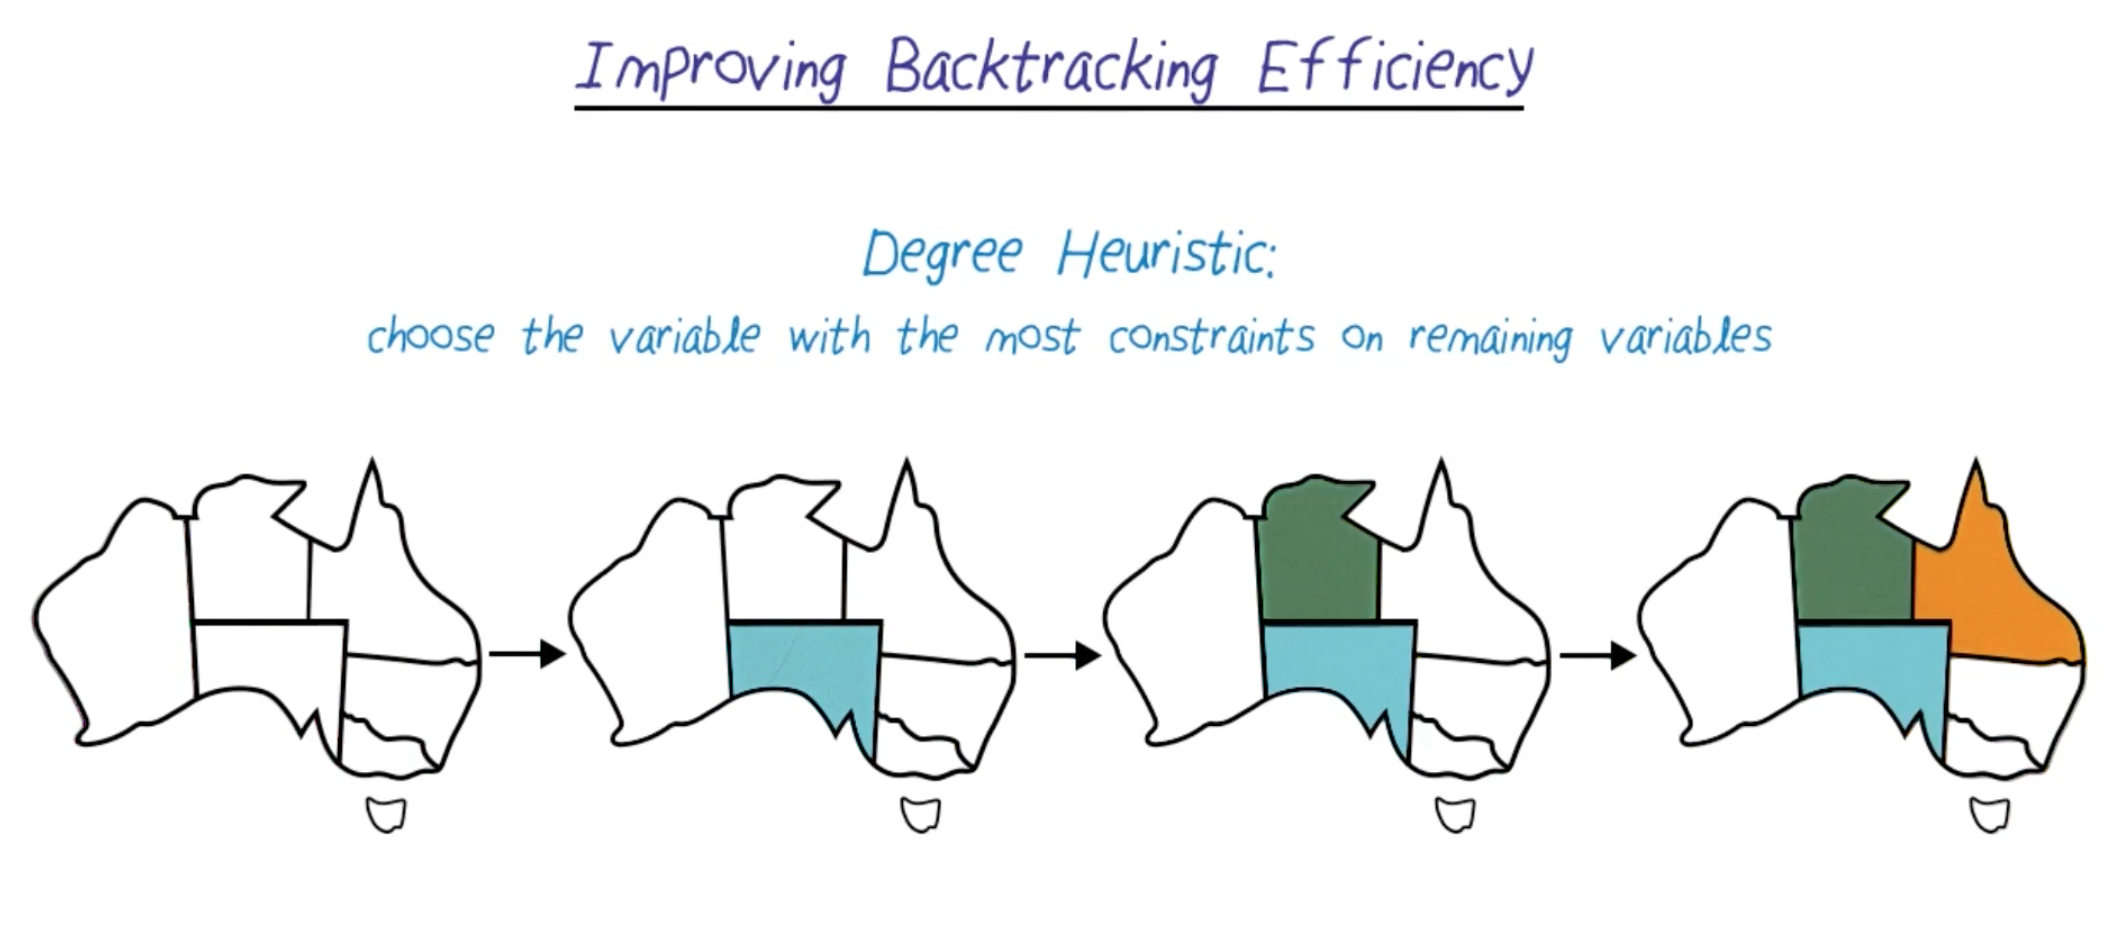 Improving Backtracking Efficiency
Degree Heuristic:
choose the variable with the most constraints on remaining variables